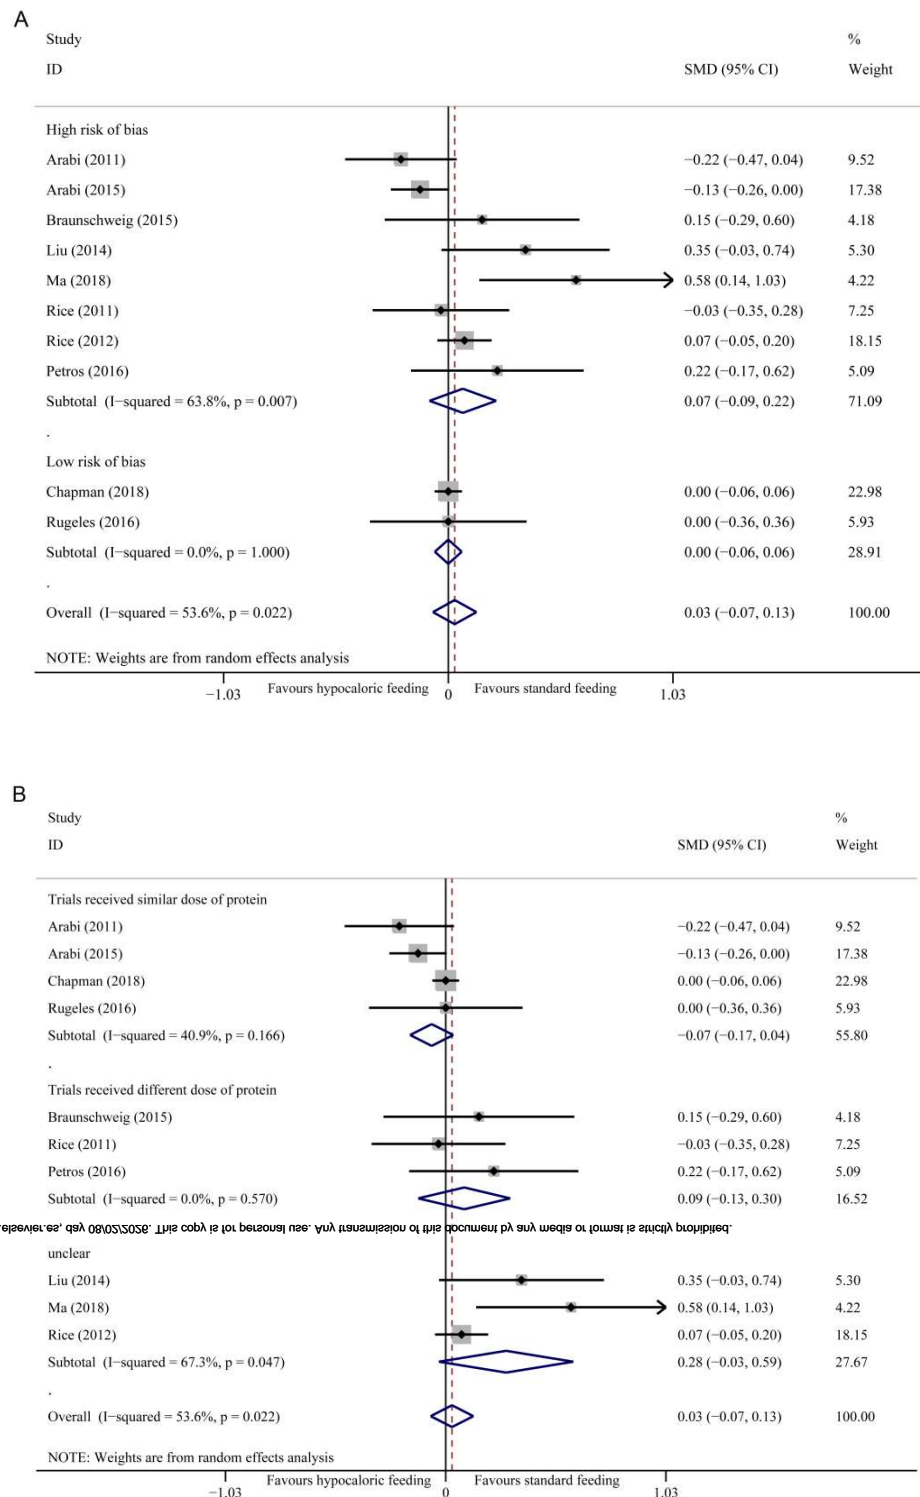 A
Study %
ID SMD (95% CI) Weight
High risk of bias
Arabi (2011) −0.22 (−0.47, 0.04) 9.52
Arabi (2015) −0.13 (−0.26, 0.00) 17.38
Braunschweig (2015) 0.15 (−0.29, 0.60) 4.18
Liu (2014) 0.35 (−0.03, 0.74) 5.30
Ma (2018) 0.58 (0.14, 1.03) 4.22
Rice (2011) −0.03 (−0.35, 0.28) 7.25
Rice (2012) 0.07 (−0.05, 0.20) 18.15
Petros (2016) 0.22 (−0.17, 0.62) 5.09
Subtotal (I−squared = 63.8%, p = 0.007) 0.07 (−0.09, 0.22) 71.09
.
Low risk of bias
Chapman (2018) 0.00 (−0.06, 0.06) 22.98
Rugeles (2016) 0.00 (−0.36, 0.36) 5.93
Subtotal (I−squared = 0.0%, p = 1.000) 0.00 (−0.06, 0.06) 28.91
.
Overall (I−squared = 53.6%, p = 0.022) 0.03 (−0.07, 0.13) 100.00
NOTE: Weights are from random effects analysis
Favours hypocaloric feeding Favours standard feeding
−1.03 0 1.03
B
Study %
ID SMD (95% CI) Weight
Trials received similar dose of protein
Arabi (2011) −0.22 (−0.47, 0.04) 9.52
Arabi (2015) −0.13 (−0.26, 0.00) 17.38
Chapman (2018) 0.00 (−0.06, 0.06) 22.98
Rugeles (2016) 0.00 (−0.36, 0.36) 5.93
Subtotal (I−squared = 40.9%, p = 0.166) −0.07 (−0.17, 0.04) 55.80
.
Trials received different dose of protein
Braunschweig (2015) 0.15 (−0.29, 0.60) 4.18
Rice (2011) −0.03 (−0.35, 0.28) 7.25
Petros (2016) 0.22 (−0.17, 0.62) 5.09
Subtotal (I−squared = 0.0%, p = 0.570) 0.09 (−0.13, 0.30) 16.52
.elsevier.es, day 08/02/2026. This copy is for personal use. Any transmission of this document by any media or format is strictly prohibited.
unclear
Liu (2014) 0.35 (−0.03, 0.74) 5.30
Ma (2018) 0.58 (0.14, 1.03) 4.22
Rice (2012) 0.07 (−0.05, 0.20) 18.15
Subtotal (I−squared = 67.3%, p = 0.047) 0.28 (−0.03, 0.59) 27.67
.
Overall (I−squared = 53.6%, p = 0.022) 0.03 (−0.07, 0.13) 100.00
NOTE: Weights are from random effects analysis
Favours hypocaloric feeding Favours standard feeding
−1.03 0 1.03